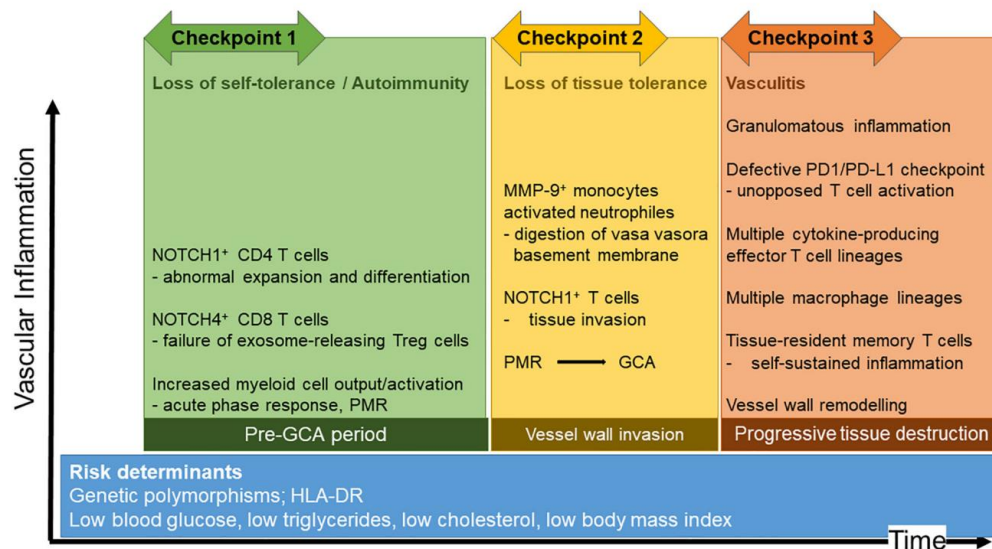 Checkpoint 1
Loss of self-tolerance / Autoimmunity
NOTCH1⁺ CD4 T cells
- abnormal expansion and differentiation
NOTCH4⁺ CD8 T cells
- failure of exosome-releasing Treg cells
Increased myeloid cell output/activation
- acute phase response, PMR
Pre-GCA period
Checkpoint 2
Loss of tissue tolerance
MMP-9⁺ monocytes
activated neutrophiles
- digestion of vasa vasora
basement membrane
NOTCH1⁺ T cells
- tissue invasion
PMR → GCA
Vessel wall invasion
Checkpoint 3
Vasculitis
Granulomatous inflammation
Defective PD1/PD-L1 checkpoint
- unopposed T cell activation
Multiple cytokine-producing
effector T cell lineages
Multiple macrophage lineages
Tissue-resident memory T cells
- self-sustained inflammation
Vessel wall remodelling
Progressive tissue destruction
Vascular Inflammation
Risk determinants
Genetic polymorphisms; HLA-DR
Low blood glucose, low triglycerides, low cholesterol, low body mass index
Time